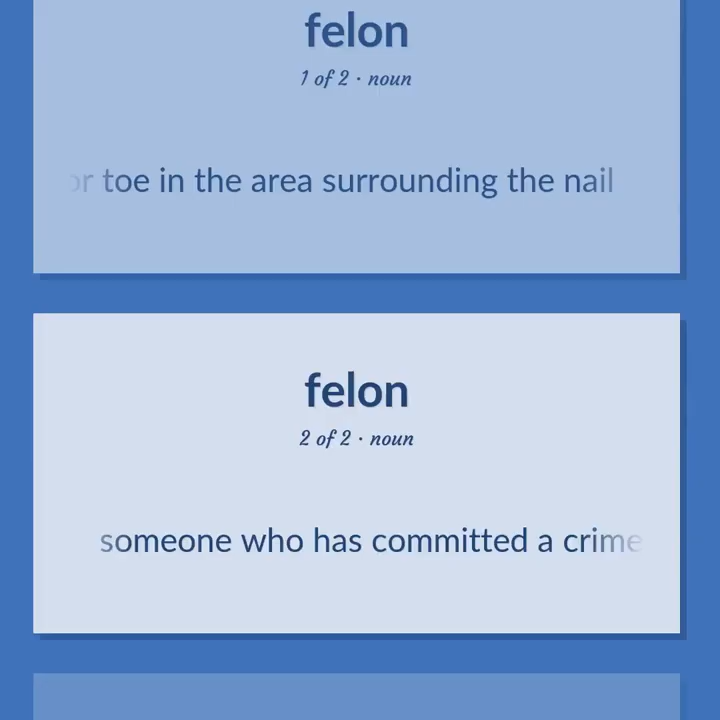 felon
1 of 2 · noun
or toe in the area surrounding the nail
felon
2 of 2 · noun
someone who has committed a crime